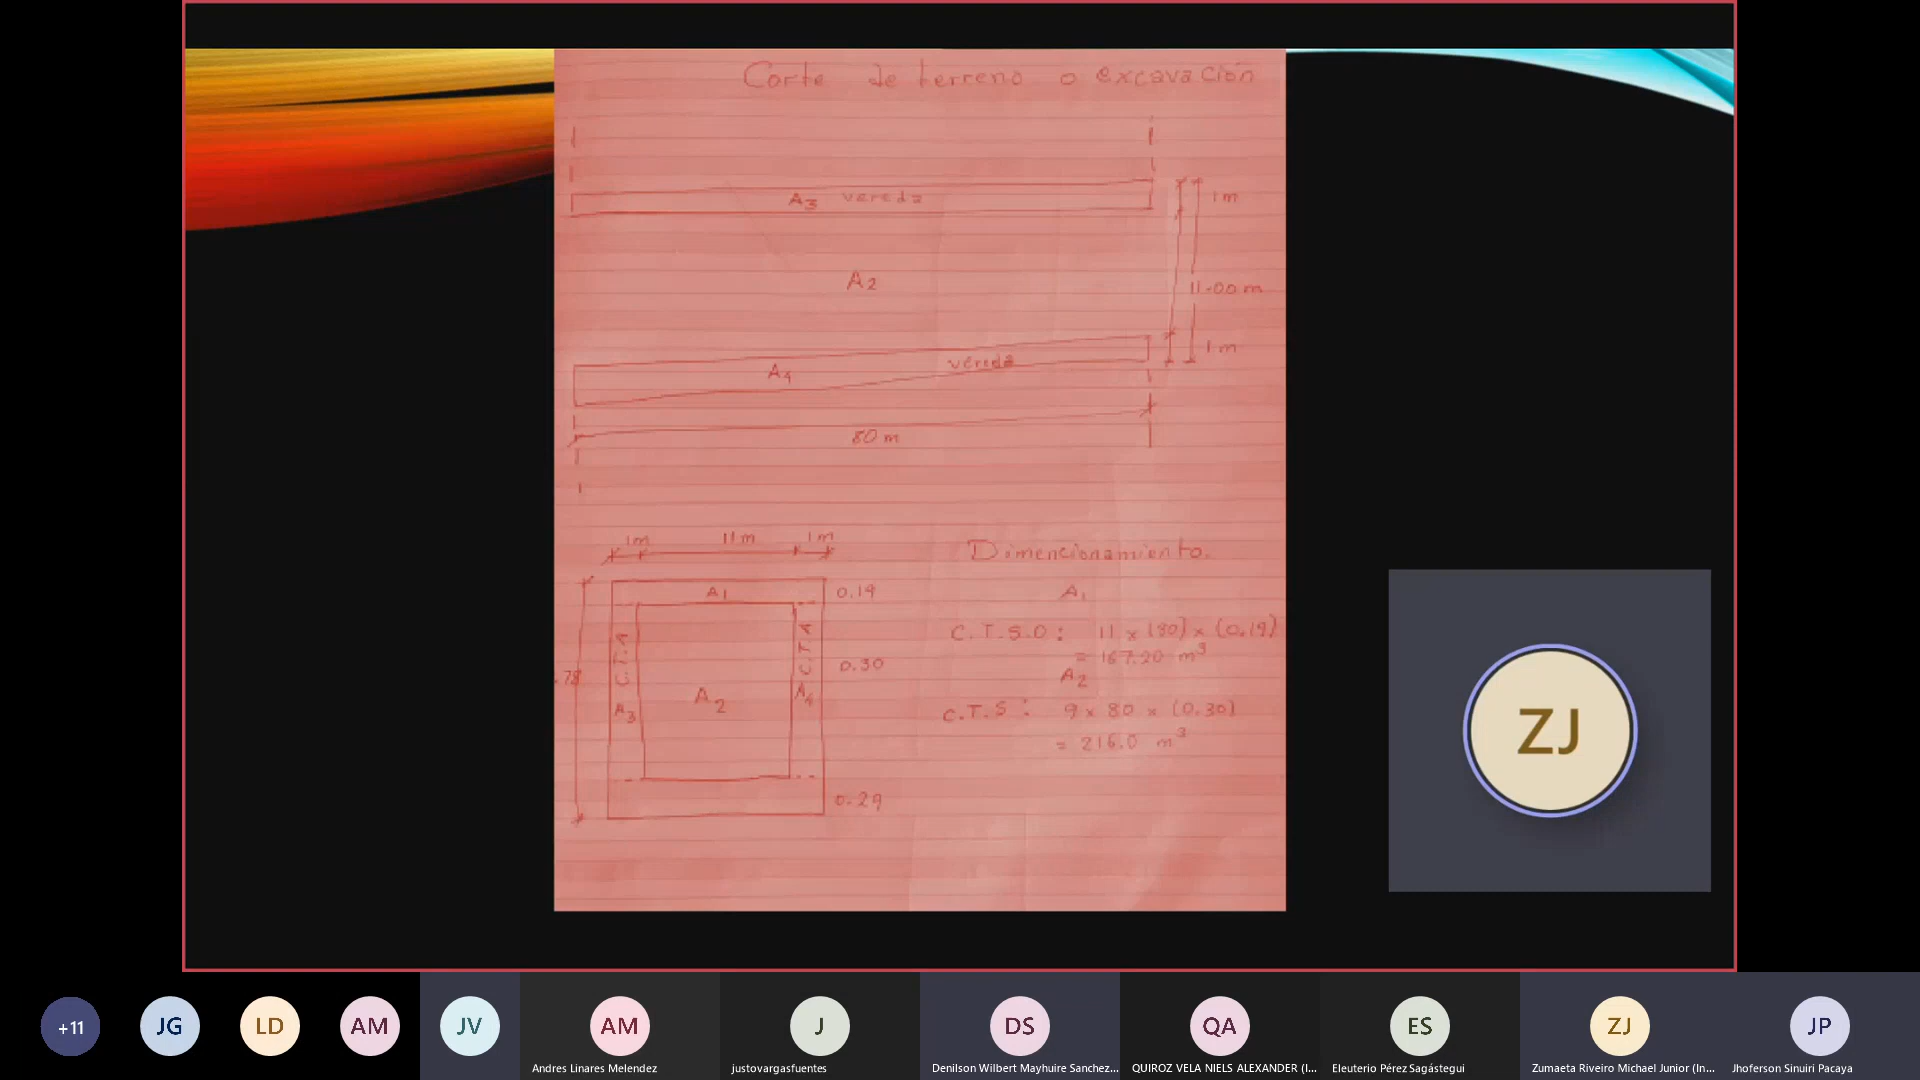 Corte de terreno o excavación
A3 vereda
1m
A2
11.00 m
1m
A4
vereda
80 m
1m
11m
1m
Dimencionamiento.
A1
0.19
A1
C.T.A
C.T.A
C.T.S.O: 11 x (80) x (0.19)
= 167.20 m3
0.30
.78
A2
A3
A2
A4
C.T.S: 9 x 80 x (0.30)
= 216.0 m3
0.29
ZJ
+11
JG
LD
AM
JV
AM
J
DS
QA
ES
ZJ
JP
Andres Linares Melendez
justovargasfuentes
Denilson Wilbert Mayhuire Sanchez...
QUIROZ VELA NIELS ALEXANDER (I...
Eleuterio Pérez Sagástegui
Zumaeta Riveiro Michael Junior (In...
Jhoferson Sinuiri Pacaya